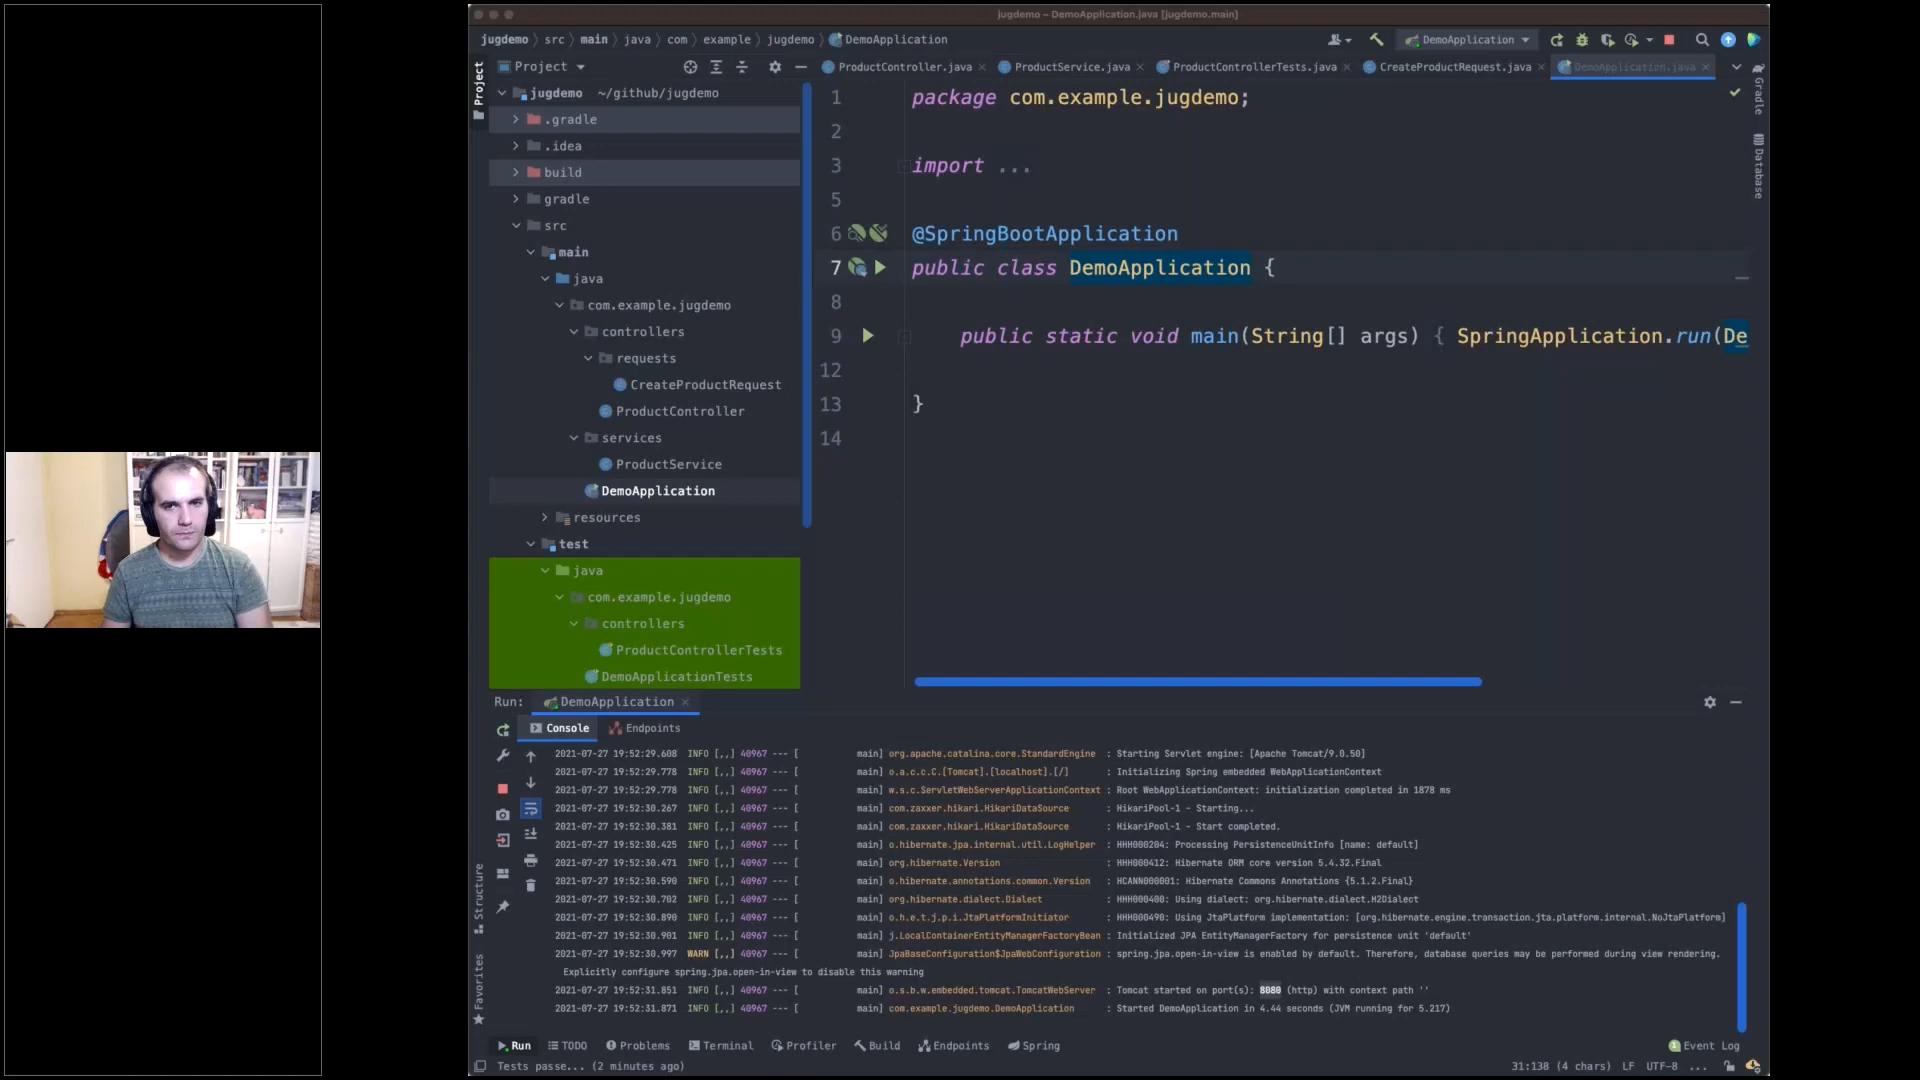 jugdemo – DemoApplication.java [jugdemo.main]
jugdemo src main java com example jugdemo DemoApplication
DemoApplication
Project
ProductController.java
ProductService.java
ProductControllerTests.java
CreateProductRequest.java
DemoApplication.java
Project
Gradle
Database
jugdemo ~/github/jugdemo
.gradle
.idea
build
gradle
src
main
java
com.example.jugdemo
controllers
requests
CreateProductRequest
ProductController
services
ProductService
DemoApplication
resources
test
java
com.example.jugdemo
controllers
ProductControllerTests
DemoApplicationTests
1 package com.example.jugdemo;
2
3 import ...
5
6 @SpringBootApplication
7 public class DemoApplication {
8
9 public static void main(String[] args) { SpringApplication.run(De
12
13 }
14
Run: DemoApplication
Console Endpoints
2021-07-27 19:52:29.608 INFO [,,] 40967 --- [ main] org.apache.catalina.core.StandardEngine : Starting Servlet engine: [Apache Tomcat/9.0.50]
2021-07-27 19:52:29.778 INFO [,,] 40967 --- [ main] o.a.c.c.C.[Tomcat].[localhost].[/] : Initializing Spring embedded WebApplicationContext
2021-07-27 19:52:29.778 INFO [,,] 40967 --- [ main] w.s.c.ServletWebServerApplicationContext : Root WebApplicationContext: initialization completed in 1878 ms
2021-07-27 19:52:30.267 INFO [,,] 40967 --- [ main] com.zaxxer.hikari.HikariDataSource : HikariPool-1 - Starting...
2021-07-27 19:52:30.381 INFO [,,] 40967 --- [ main] com.zaxxer.hikari.HikariDataSource : HikariPool-1 - Start completed.
2021-07-27 19:52:30.425 INFO [,,] 40967 --- [ main] o.hibernate.jpa.internal.util.LogHelper : HHH000204: Processing PersistenceUnitInfo [name: default]
2021-07-27 19:52:30.471 INFO [,,] 40967 --- [ main] org.hibernate.Version : HHH000412: Hibernate ORM core version 5.4.32.Final
2021-07-27 19:52:30.590 INFO [,,] 40967 --- [ main] o.hibernate.annotations.common.Version : HCANN000001: Hibernate Commons Annotations {5.1.2.Final}
2021-07-27 19:52:30.702 INFO [,,] 40967 --- [ main] org.hibernate.dialect.Dialect : HHH000400: Using dialect: org.hibernate.dialect.H2Dialect
2021-07-27 19:52:30.890 INFO [,,] 40967 --- [ main] o.h.e.t.j.p.i.JtaPlatformInitiator : HHH000490: Using JtaPlatform implementation: [org.hibernate.engine.transaction.jta.platform.internal.NoJtaPlatform]
2021-07-27 19:52:30.901 INFO [,,] 40967 --- [ main] j.LocalContainerEntityManagerFactoryBean : Initialized JPA EntityManagerFactory for persistence unit 'default'
2021-07-27 19:52:30.997 WARN [,,] 40967 --- [ main] JpaBaseConfiguration$JpaWebConfiguration : spring.jpa.open-in-view is enabled by default. Therefore, database queries may be performed during view rendering.
Explicitly configure spring.jpa.open-in-view to disable this warning
2021-07-27 19:52:31.851 INFO [,,] 40967 --- [ main] o.s.b.w.embedded.tomcat.TomcatWebServer : Tomcat started on port(s): 8080 (http) with context path ''
2021-07-27 19:52:31.871 INFO [,,] 40967 --- [ main] com.example.jugdemo.DemoApplication : Started DemoApplication in 4.44 seconds (JVM running for 5.217)
Structure
Favorites
Run TODO Problems Terminal Profiler Build Endpoints Spring
1 Event Log
Tests passe... (2 minutes ago)
31:138 (4 chars) LF UTF-8 ...